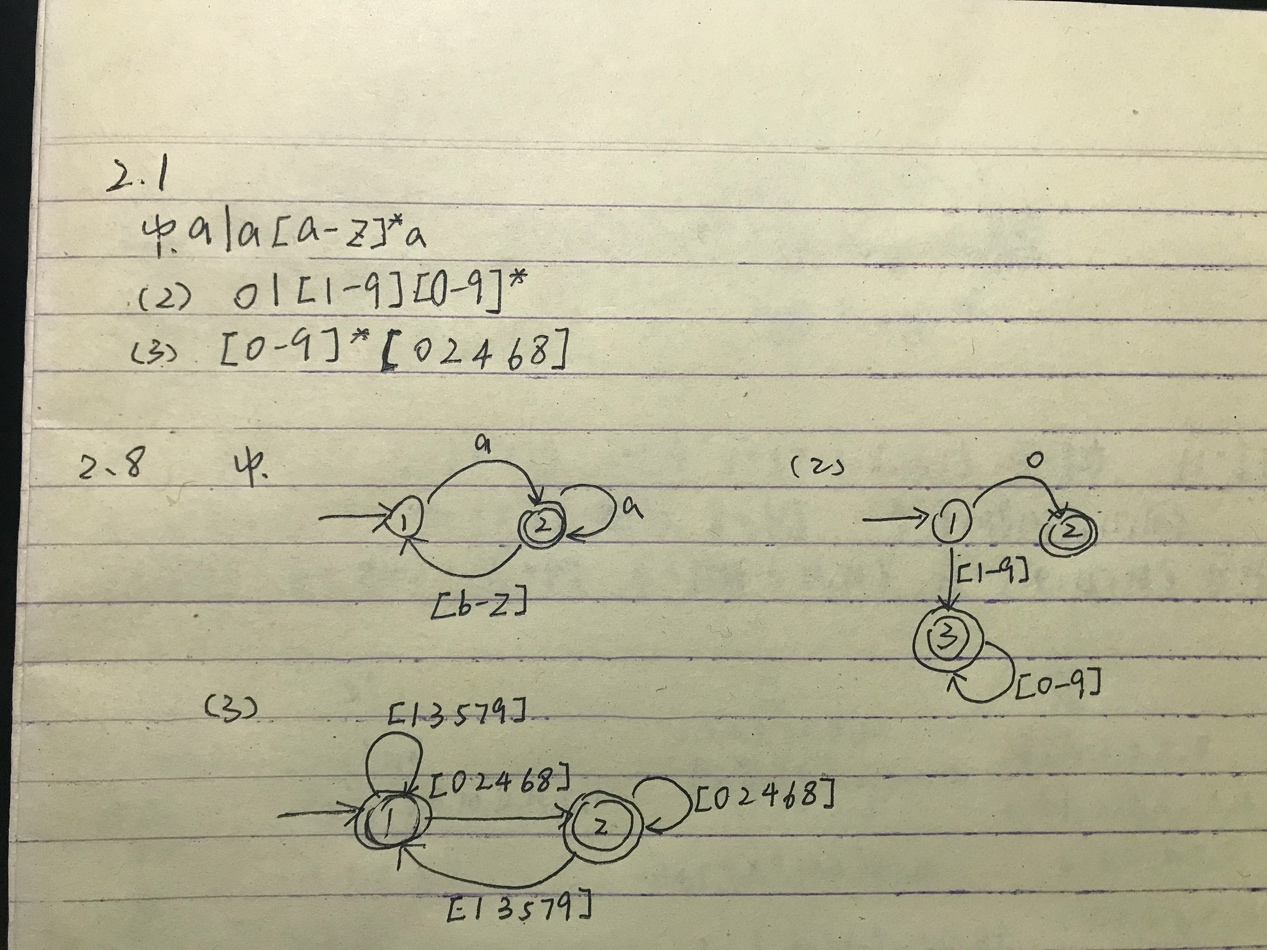 2.1
(1). a|a[a-z]*a
(2) 0|[1-9][0-9]*
(3) [0-9]*[02468]
2.8 (1). a (2) 0
1 2 a 1 2
[b-z] [1-9]
3
[0-9]
(3) [13579]
[02468] [02468]
1 2
[13579]